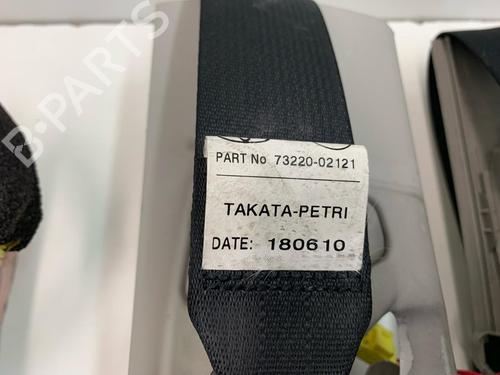 B-PARTS
PART No 73220-02121
TAKATA-PETRI
DATE: 180610